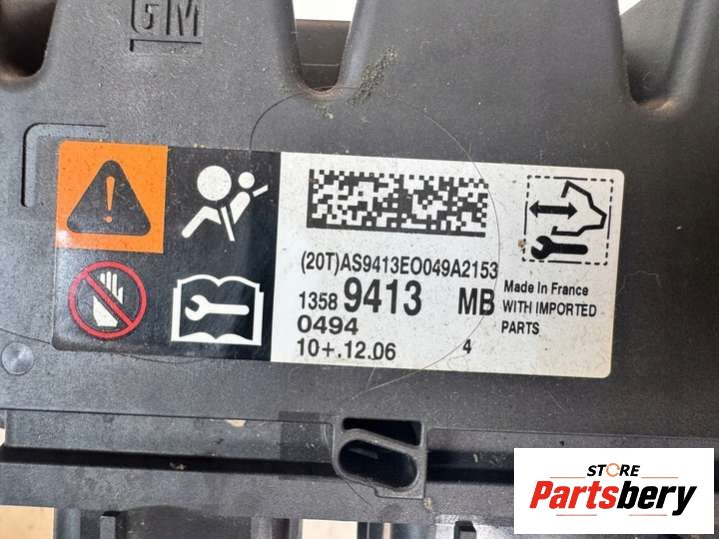 GM
(20T)AS9413EO049A2153
1358 9413 MB
0494
10+.12.06 4
Made In France
WITH IMPORTED
PARTS
STORE
Partsbery